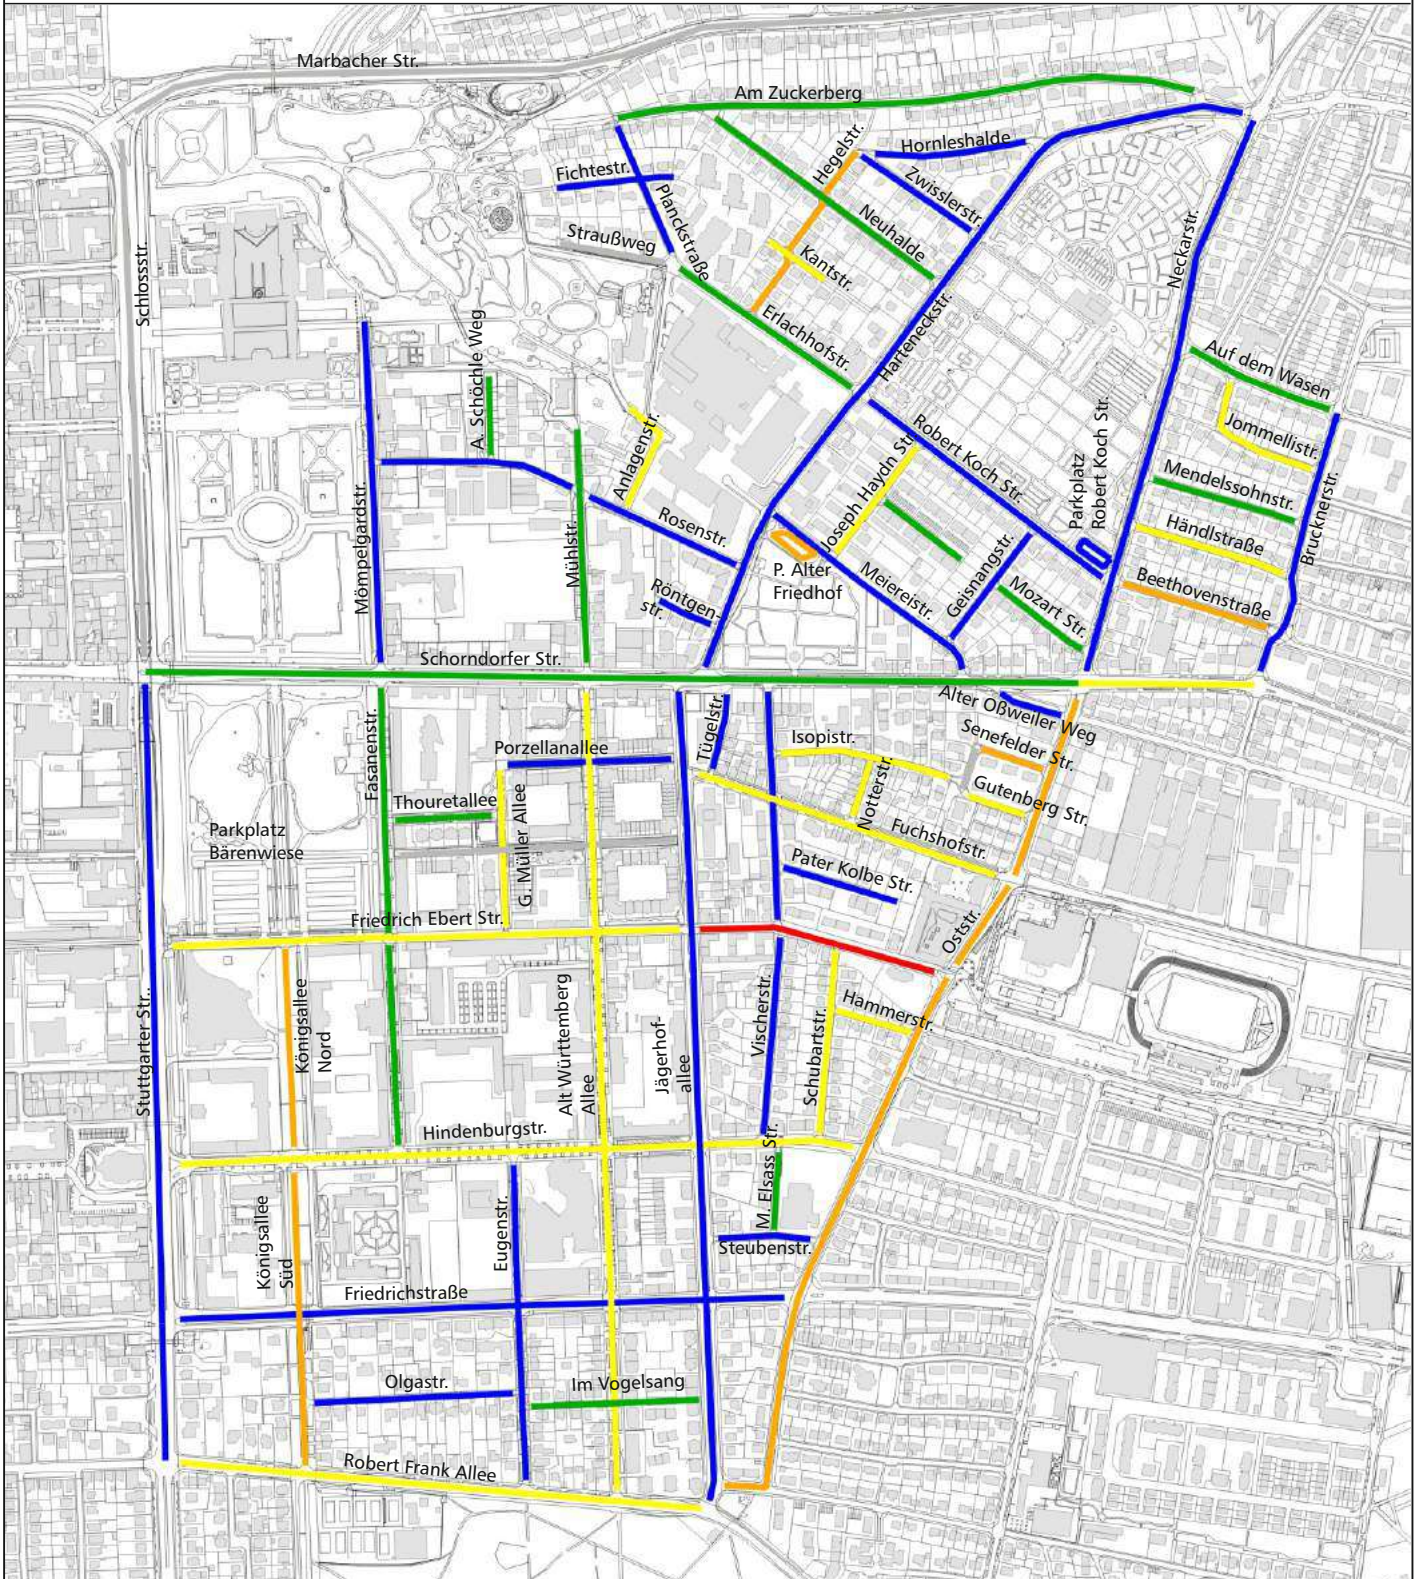 Marbacher Str.
Am Zuckerberg
Hegelstr.
Hornleshalde
Fichtestr.
Zwisslerstr.
Planckstraße
Straußweg
Neuhalde
Neckarstr.
Schlossstr.
Kantstr.
Erlachhofstr.
Harteneckstr.
A. Schöchle Weg
Auf dem Wasen
Anlagenstr.
Jommellistr.
Robert Koch Str.
Parkplatz
Robert Koch Str.
Joseph Haydn Str.
Mendelssohnstr.
Mömpelgardstr.
Mühlstr.
Rosenstr.
Händlstraße
Brucknerstr.
P. Alter
Friedhof
Meiereistr.
Geisnangstr.
Röntgen-
str.
Mozart Str.
Beethovenstraße
Schorndorfer Str.
Alter Oßweiler Weg
Tügelstr.
Isopistr.
Senefelder Str.
Fasanenstr.
Porzellanallee
Notterstr.
Gutenberg Str.
Thouretallee
G. Müller Allee
Parkplatz
Bärenwiese
Fuchshofstr.
Pater Kolbe Str.
Friedrich Ebert Str.
Oststr.
Königsallee
Nord
Alt Württemberg
Allee
Jägerhof-
allee
Vischerstr.
Schubartstr.
Hammerstr.
Stuttgarter Str..
Hindenburgstr.
M. Elsass Str.
Königsallee
Süd
Eugenstr.
Steubenstr.
Friedrichstraße
Olgastr.
Im Vogelsang
Robert Frank Allee